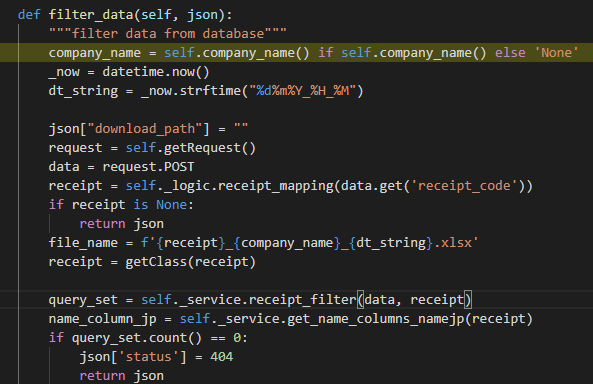 def filter_data(self, json):
"""filter data from database"""
company_name = self.company_name() if self.company_name() else 'None'
_now = datetime.now()
dt_string = _now.strftime("%d%m%Y_%H_%M")
json["download_path"] = ""
request = self.getRequest()
data = request.POST
receipt = self._logic.receipt_mapping(data.get('receipt_code'))
if receipt is None:
return json
file_name = f'{receipt}_{company_name}_{dt_string}.xlsx'
receipt = getClass(receipt)
query_set = self._service.receipt_filter(data, receipt)
name_column_jp = self._service.get_name_columns_namejp(receipt)
if query_set.count() == 0:
json['status'] = 404
return json